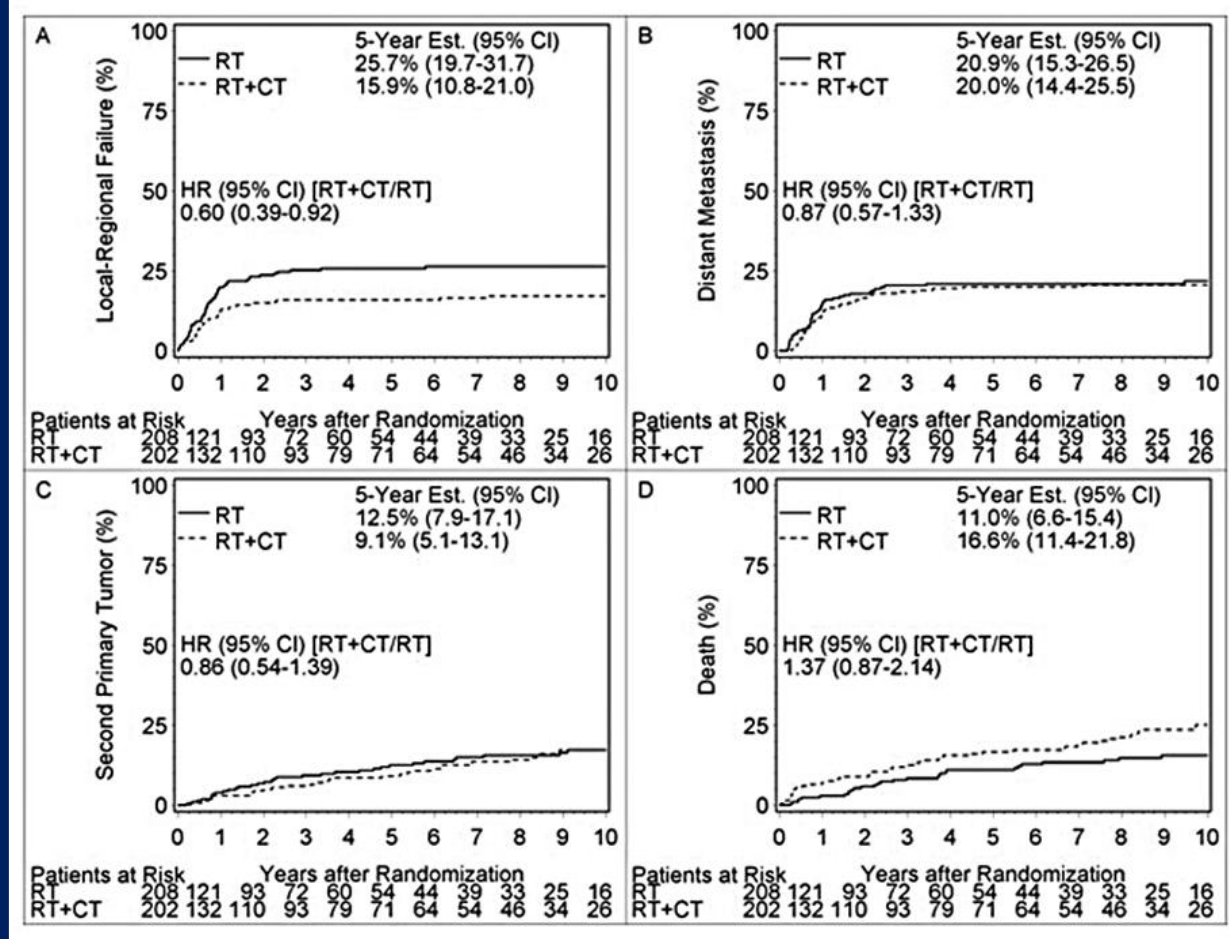 A
5-Year Est. (95% CI)
RT 25.7% (19.7-31.7)
RT+CT 15.9% (10.8-21.0)
HR (95% CI) [RT+CT/RT]
0.60 (0.39-0.92)
Local-Regional Failure (%)
100
75
50
25
0
0 1 2 3 4 5 6 7 8 9 10
Patients at Risk Years after Randomization
RT 208 121 93 72 60 54 44 39 33 25 16
RT+CT 202 132 110 93 79 71 64 54 46 34 26
B
5-Year Est. (95% CI)
RT 20.9% (15.3-26.5)
RT+CT 20.0% (14.4-25.5)
HR (95% CI) [RT+CT/RT]
0.87 (0.57-1.33)
Distant Metastasis (%)
100
75
50
25
0
0 1 2 3 4 5 6 7 8 9 10
Patients at Risk Years after Randomization
RT 208 121 93 72 60 54 44 39 33 25 16
RT+CT 202 132 110 93 79 71 64 54 46 34 26
C
5-Year Est. (95% CI)
RT 12.5% (7.9-17.1)
RT+CT 9.1% (5.1-13.1)
HR (95% CI) [RT+CT/RT]
0.86 (0.54-1.39)
Second Primary Tumor (%)
100
75
50
25
0
0 1 2 3 4 5 6 7 8 9 10
Patients at Risk Years after Randomization
RT 208 121 93 72 60 54 44 39 33 25 16
RT+CT 202 132 110 93 79 71 64 54 46 34 26
D
5-Year Est. (95% CI)
RT 11.0% (6.6-15.4)
RT+CT 16.6% (11.4-21.8)
HR (95% CI) [RT+CT/RT]
1.37 (0.87-2.14)
Death (%)
100
75
50
25
0
0 1 2 3 4 5 6 7 8 9 10
Patients at Risk Years after Randomization
RT 208 121 93 72 60 54 44 39 33 25 16
RT+CT 202 132 110 93 79 71 64 54 46 34 26